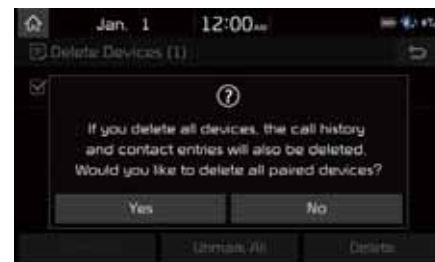 Jan. 1 12:00
Delete Devices (1)
If you delete all devices, the call history
and contact entries will also be deleted.
Would you like to delete all paired devices?
Yes No
Unmark All Delete